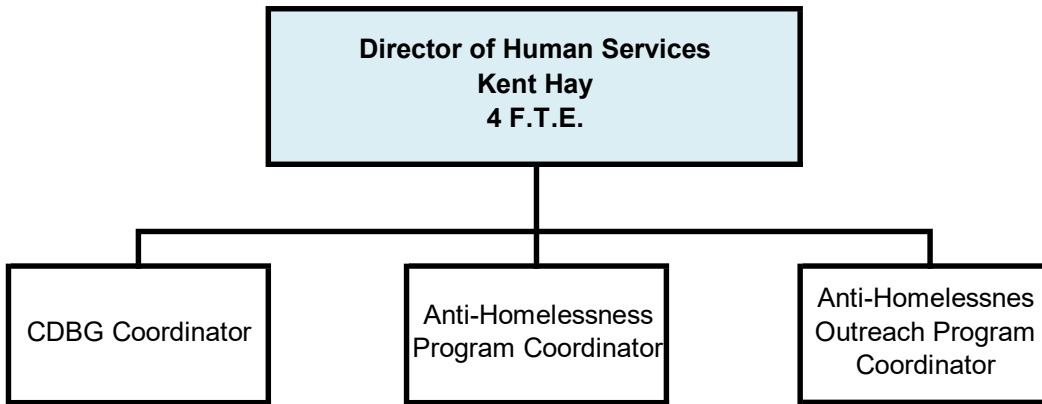 Director of Human Services
Kent Hay
4 F.T.E.
CDBG Coordinator
Anti-Homelessness
Program Coordinator
Anti-Homelessnes
Outreach Program
Coordinator